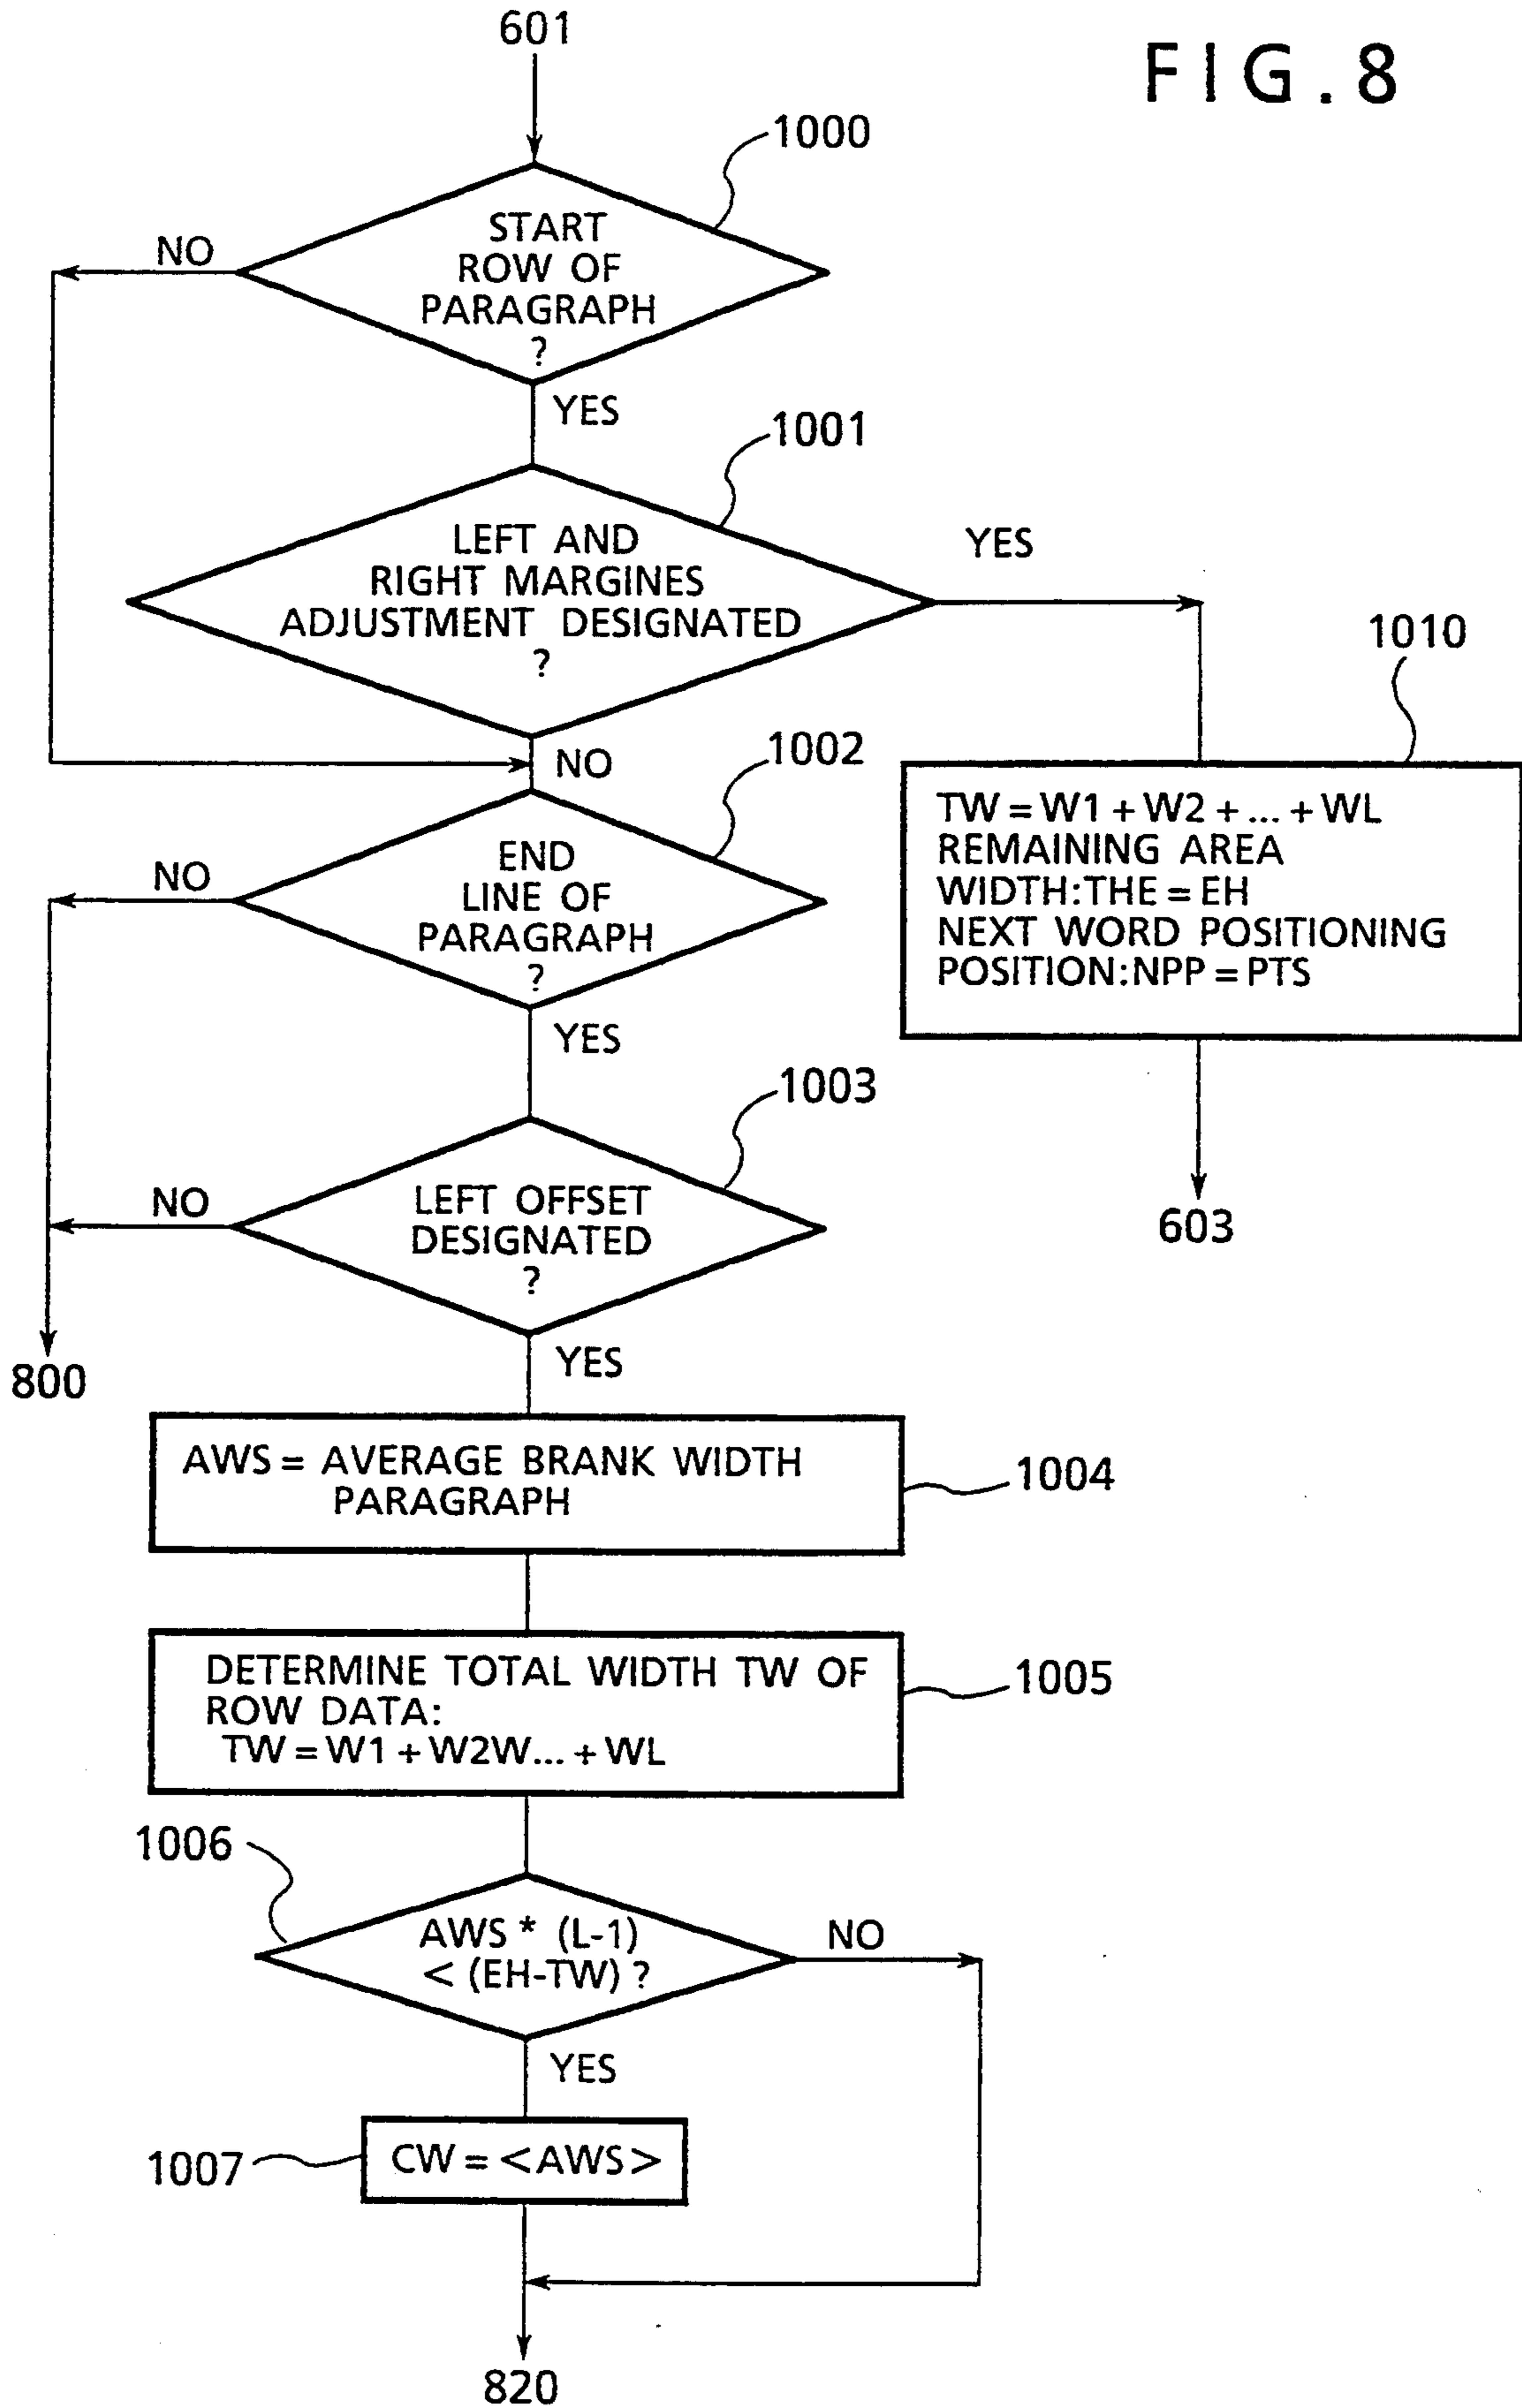 601
FIG.8
1000
START
ROW OF
PARAGRAPH
?
NO
YES
1001
LEFT AND
RIGHT MARGINES
ADJUSTMENT DESIGNATED
?
YES
1010
NO
1002
TW = W1 + W2 + ... + WL
REMAINING AREA
WIDTH:THE = EH
NEXT WORD POSITIONING
POSITION:NPP = PTS
603
END
LINE OF
PARAGRAPH
?
NO
YES
1003
LEFT OFFSET
DESIGNATED
?
NO
800
YES
AWS = AVERAGE BRANK WIDTH
PARAGRAPH
1004
DETERMINE TOTAL WIDTH TW OF
ROW DATA:
TW = W1 + W2W... + WL
1005
1006
AWS * (L-1)
< (EH-TW) ?
NO
YES
1007
CW = <AWS>
820